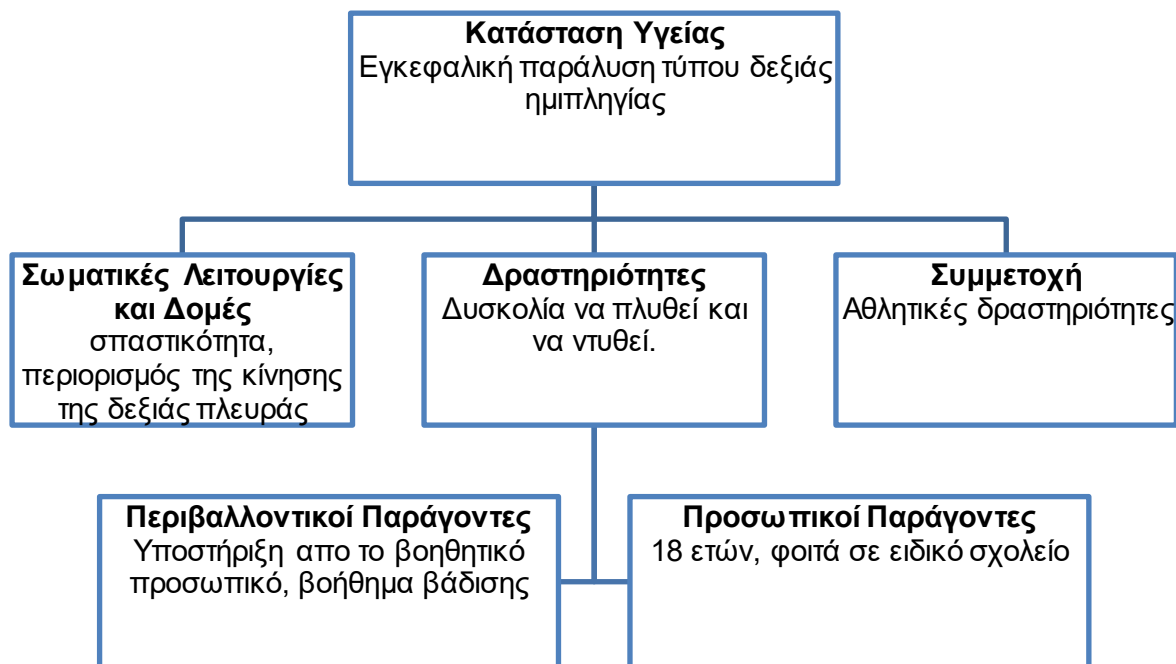 Κατάσταση Υγείας
Εγκεφαλική παράλυση τύπου δεξιάς
ημιπληγίας
Σωματικές Λειτουργίες
και Δομές
σπαστικότητα,
περιορισμός της κίνησης
της δεξιάς πλευράς
Δραστηριότητες
Δυσκολία να πλυθεί και
να ντυθεί.
Συμμετοχή
Αθλητικές δραστηριότητες
Περιβαλλοντικοί Παράγοντες
Υποστήριξη απο το βοηθητικό
προσωπικό, βοήθημα βάδισης
Προσωπικοί Παράγοντες
18 ετών, φοιτά σε ειδικό σχολείο